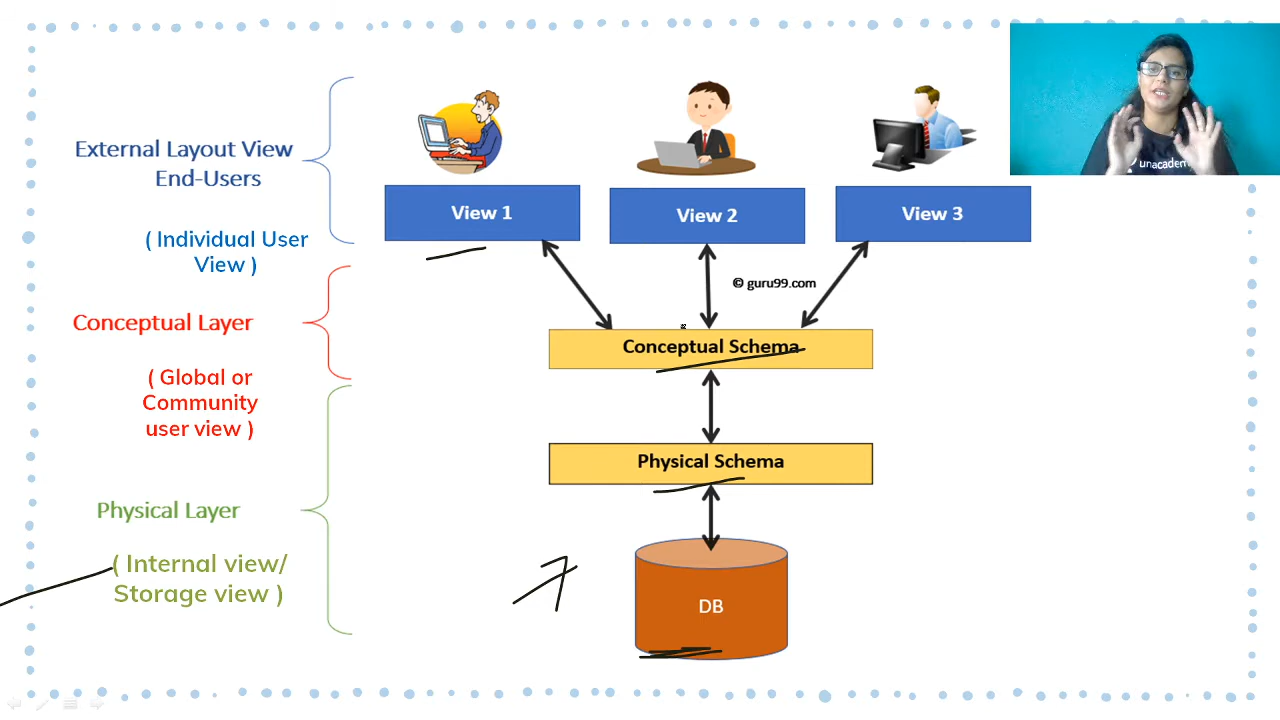 External Layout View
End-Users
( Individual User
View )
Conceptual Layer
( Global or
Community
user view )
Physical Layer
( Internal view/
Storage view )
View 1
View 2
View 3
© guru99.com
Conceptual Schema
Physical Schema
DB
unacadem